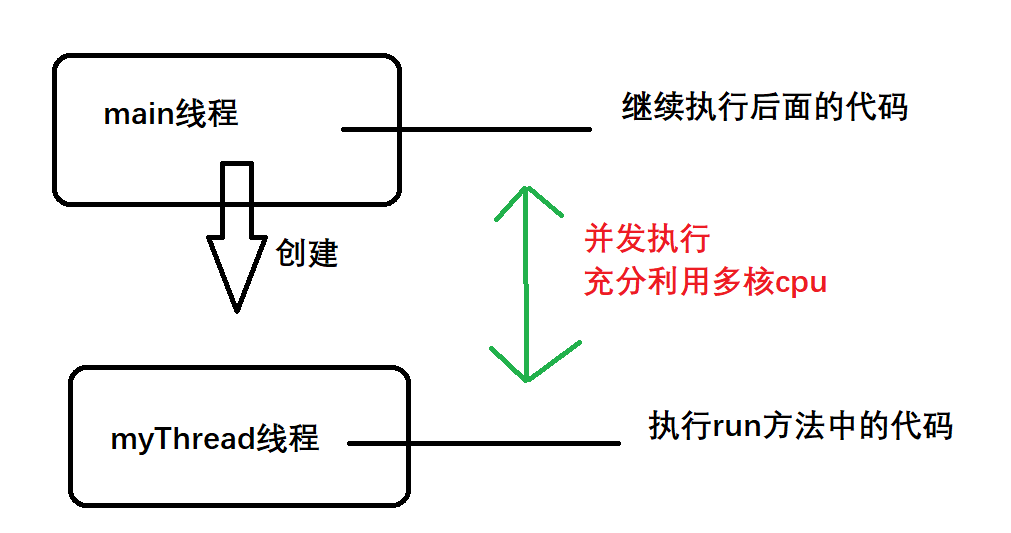 main线程
继续执行后面的代码
创建
并发执行
充分利用多核cpu
myThread线程
执行run方法中的代码